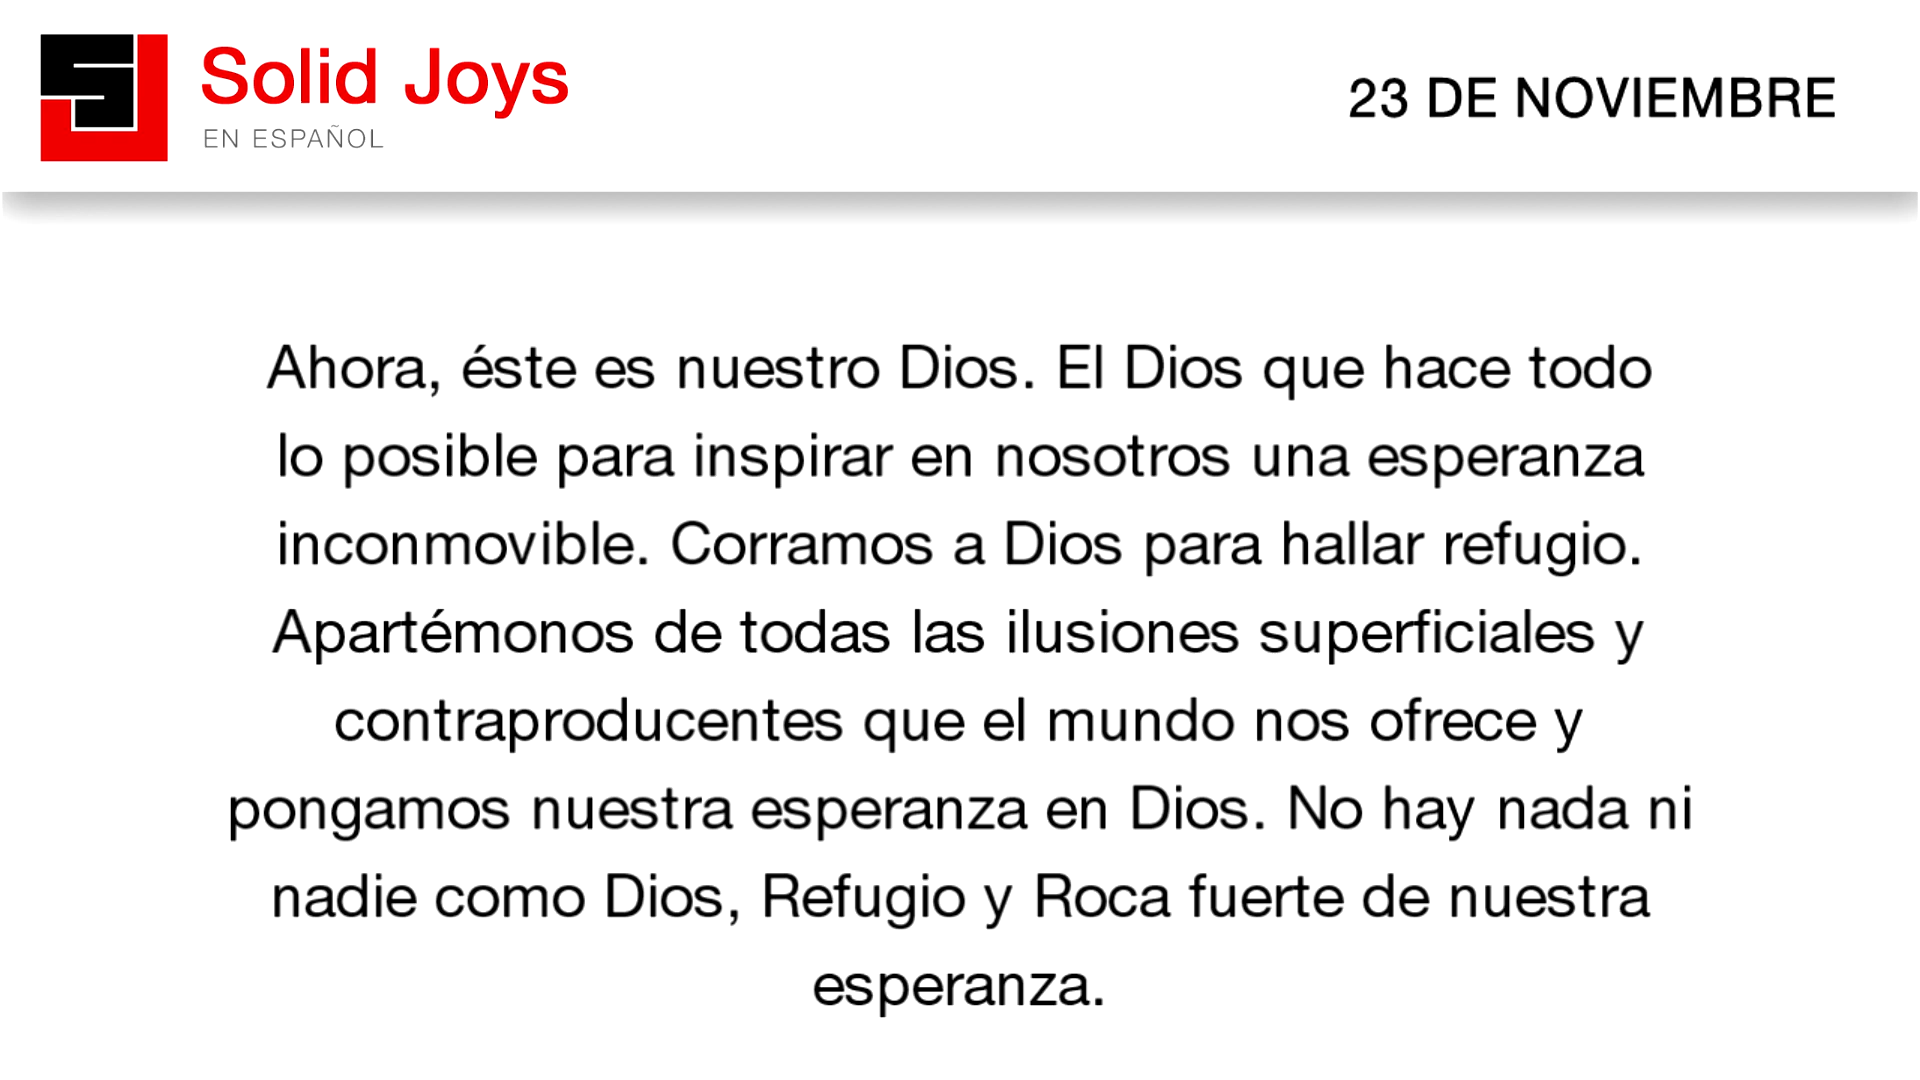 Solid Joys
EN ESPAÑOL
23 DE NOVIEMBRE
Ahora, éste es nuestro Dios. El Dios que hace todo
lo posible para inspirar en nosotros una esperanza
inconmovible. Corramos a Dios para hallar refugio.
Apartémonos de todas las ilusiones superficiales y
contraproducentes que el mundo nos ofrece y
pongamos nuestra esperanza en Dios. No hay nada ni
nadie como Dios, Refugio y Roca fuerte de nuestra
esperanza.